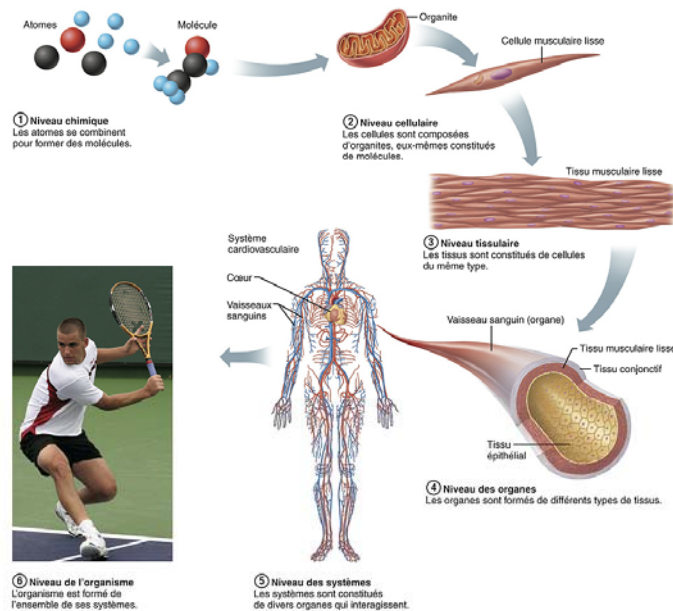 Atomes
Molécule
① Niveau chimique
Les atomes se combinent
pour former des molécules.
Organite
Cellule musculaire lisse
② Niveau cellulaire
Les cellules sont composées
d'organites, eux-mêmes constitués
de molécules.
Tissu musculaire lisse
③ Niveau tissulaire
Les tissus sont constitués de cellules
du même type.
Vaisseau sanguin (organe)
Tissu musculaire lisse
Tissu conjonctif
Tissu
épithélial
④ Niveau des organes
Les organes sont formés de différents types de tissus.
Système
cardiovasculaire
Cœur
Vaisseaux
sanguins
⑤ Niveau des systèmes
Les systèmes sont constitués
de divers organes qui interagissent.
⑥ Niveau de l'organisme
L'organisme est formé de
l'ensemble de ses systèmes.